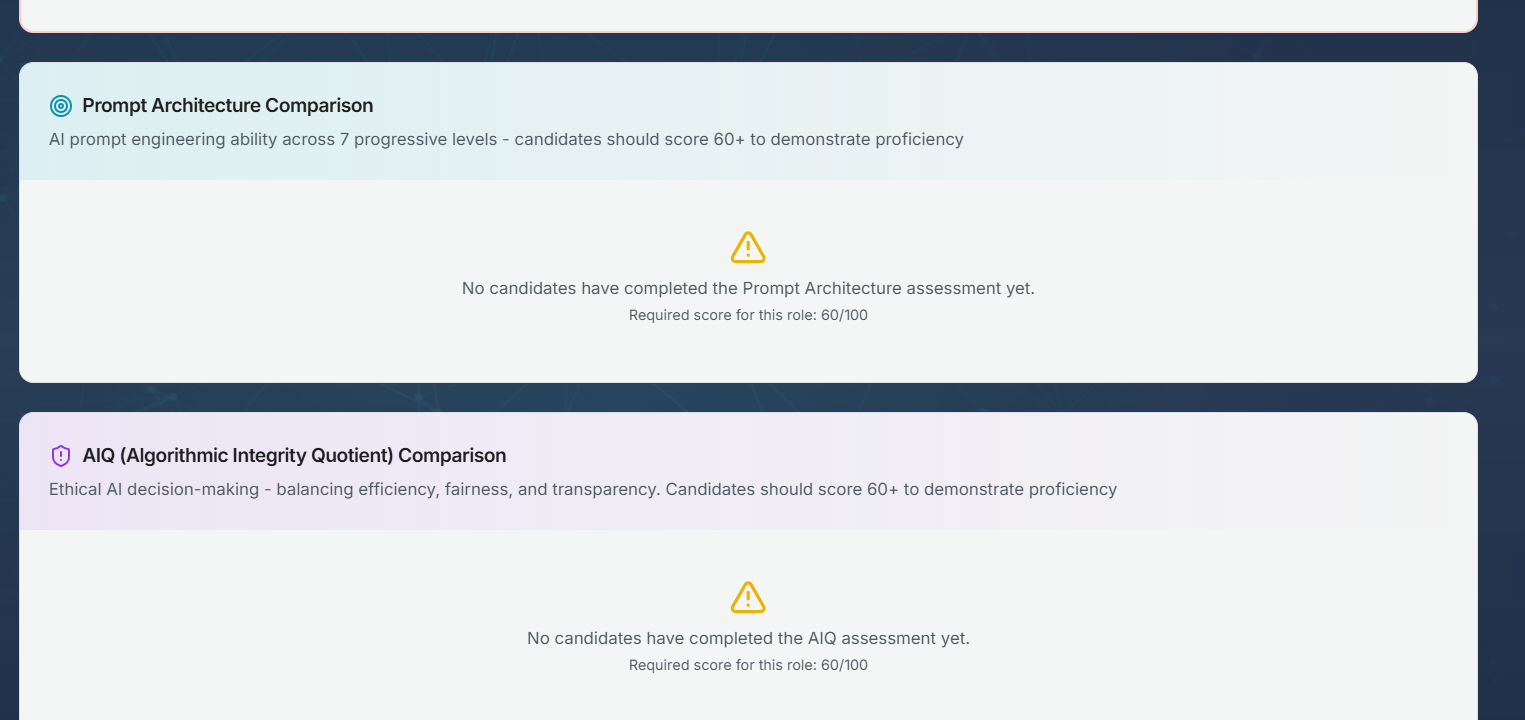 Prompt Architecture Comparison
AI prompt engineering ability across 7 progressive levels - candidates should score 60+ to demonstrate proficiency
No candidates have completed the Prompt Architecture assessment yet.
Required score for this role: 60/100
AIQ (Algorithmic Integrity Quotient) Comparison
Ethical AI decision-making - balancing efficiency, fairness, and transparency. Candidates should score 60+ to demonstrate proficiency
No candidates have completed the AIQ assessment yet.
Required score for this role: 60/100